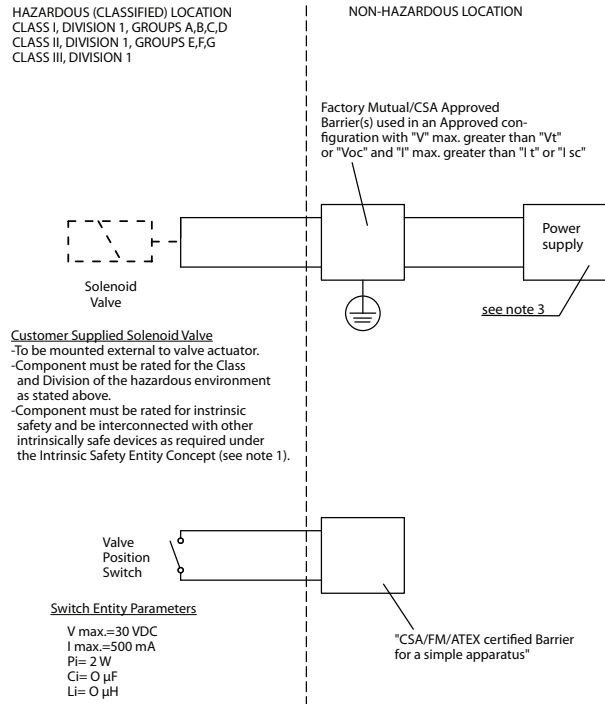 HAZARDOUS (CLASSIFIED) LOCATION
CLASS I, DIVISION 1, GROUPS A,B,C,D
CLASS II, DIVISION 1, GROUPS E,F,G
CLASS III, DIVISION 1
NON-HAZARDOUS LOCATION
Factory Mutual/CSA Approved
Barrier(s) used in an Approved con-
figuration with "V" max. greater than "Vt"
or "Voc" and "I" max. greater than "I t" or "I sc"
Power
supply
see note 3
Solenoid
Valve
Customer Supplied Solenoid Valve
-To be mounted external to valve actuator.
-Component must be rated for the Class
and Division of the hazardous environment
as stated above.
-Component must be rated for instrinsic
safety and be interconnected with other
intrinsically safe devices as required under
the Intrinsic Safety Entity Concept (see note 1).
Valve
Position
Switch
Switch Entity Parameters
V max.=30 VDC
I max.=500 mA
Pi= 2 W
Ci= O µF
Li= O µH
"CSA/FM/ATEX certified Barrier
for a simple apparatus"